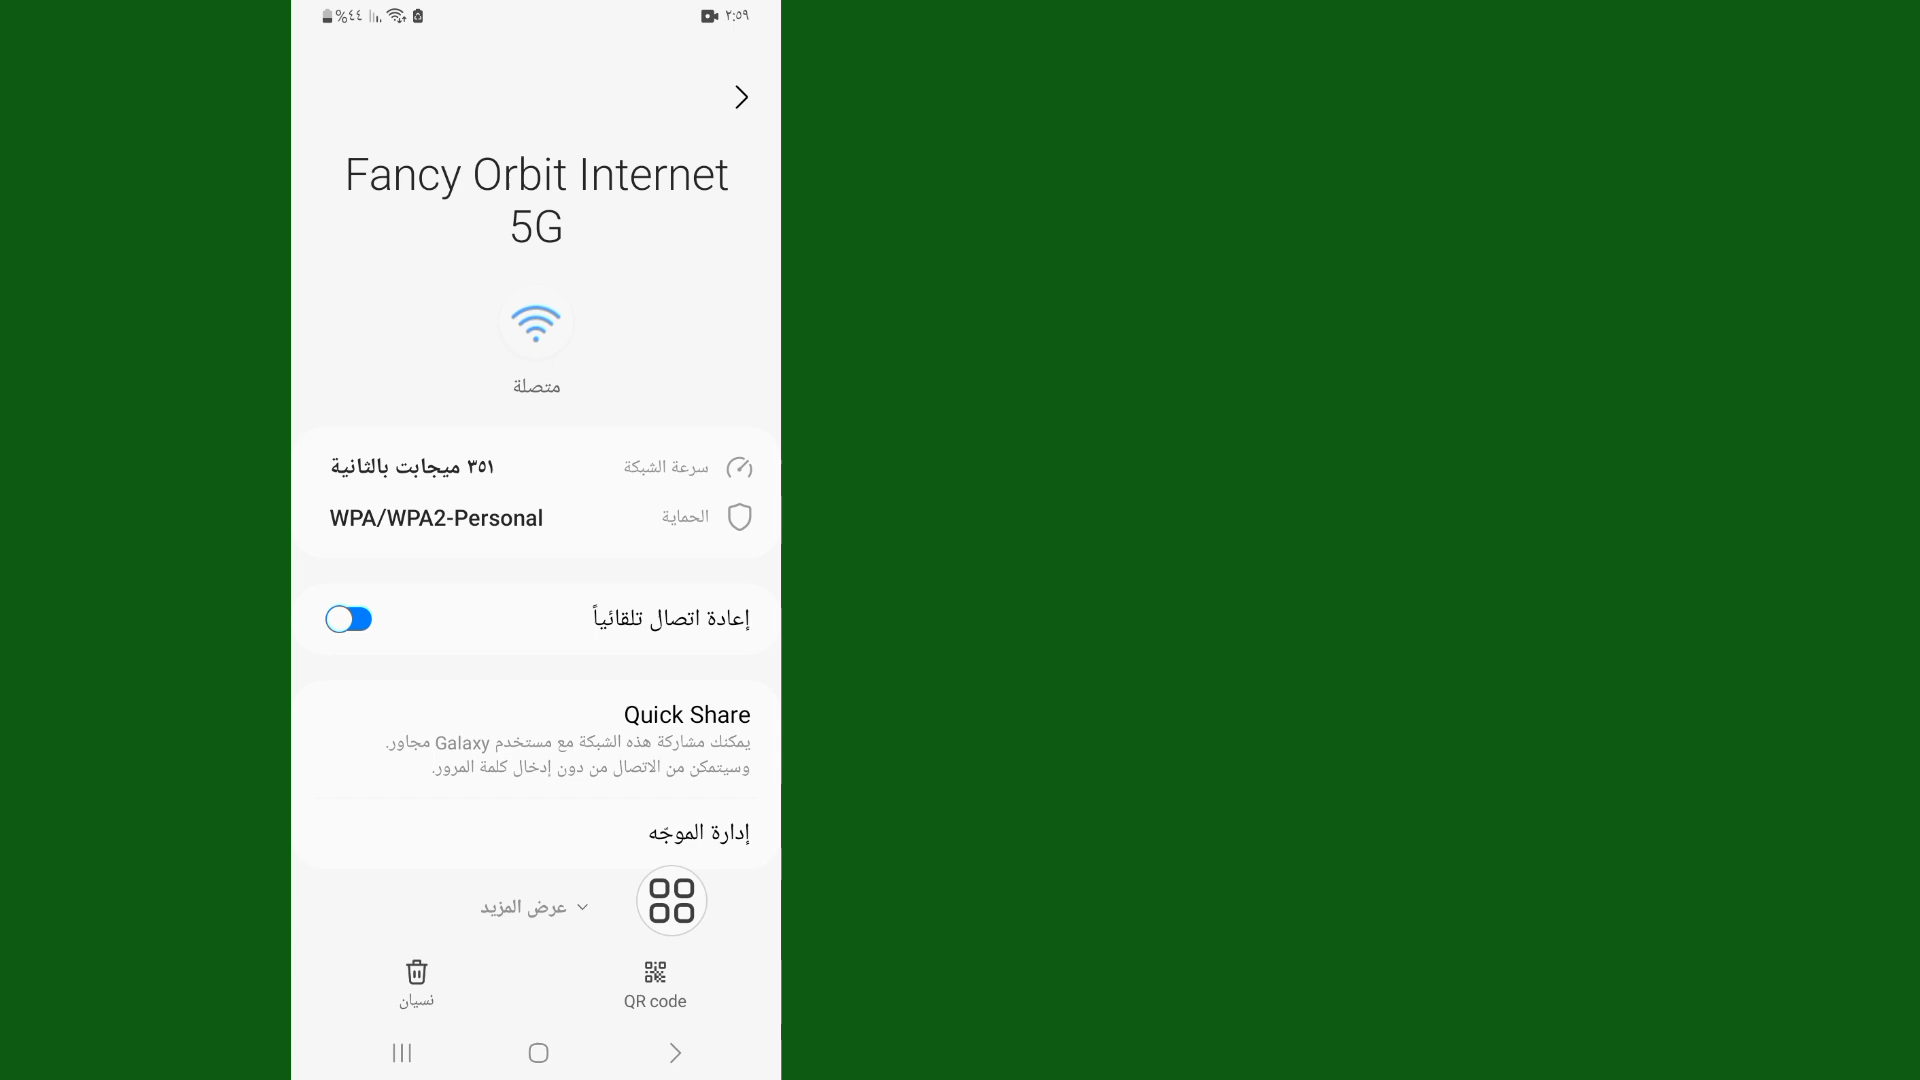 ٢:٥٩
%٤٤
Fancy Orbit Internet
5G
متصلة
سرعة الشبكة
٣٥١ ميجابت بالثانية
الحماية
WPA/WPA2-Personal
إعادة اتصال تلقائياً
Quick Share
يمكنك مشاركة هذه الشبكة مع مستخدم Galaxy مجاور.
وسيتمكن من الاتصال من دون إدخال كلمة المرور.
إدارة الموجّه
عرض المزيد
QR code
نسيان